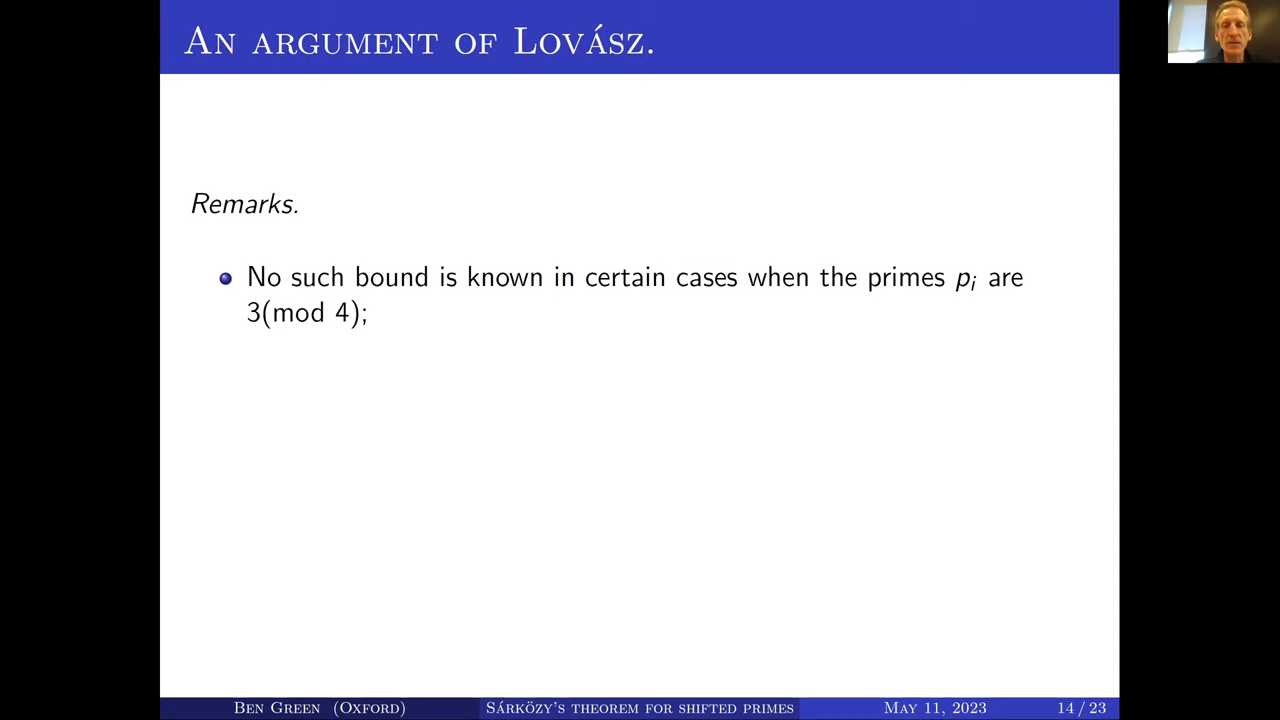 An argument of Lovász.
Remarks.
No such bound is known in certain cases when the primes pᵢ are
3(mod 4);
Ben Green (Oxford) Sárközy's theorem for shifted primes May 11, 2023 14 / 23